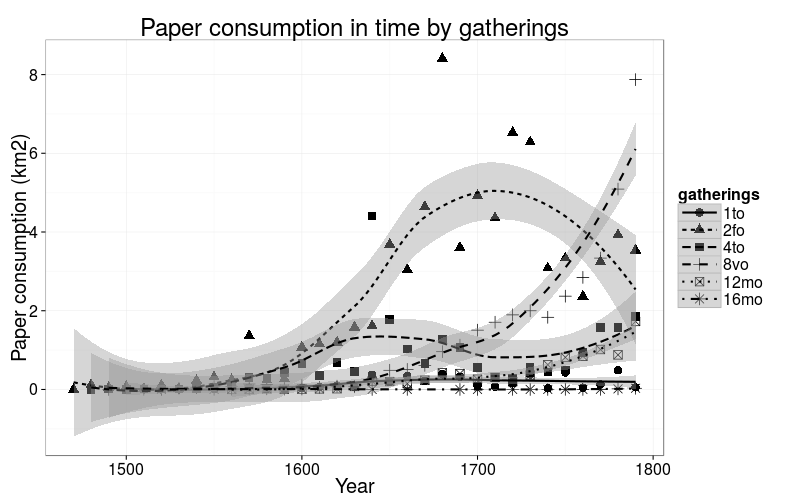 Paper consumption in time by gatherings
Paper consumption (km2)
8
6
4
2
0
1500
1600
1700
1800
Year
gatherings
1to
2fo
4to
8vo
12mo
16mo